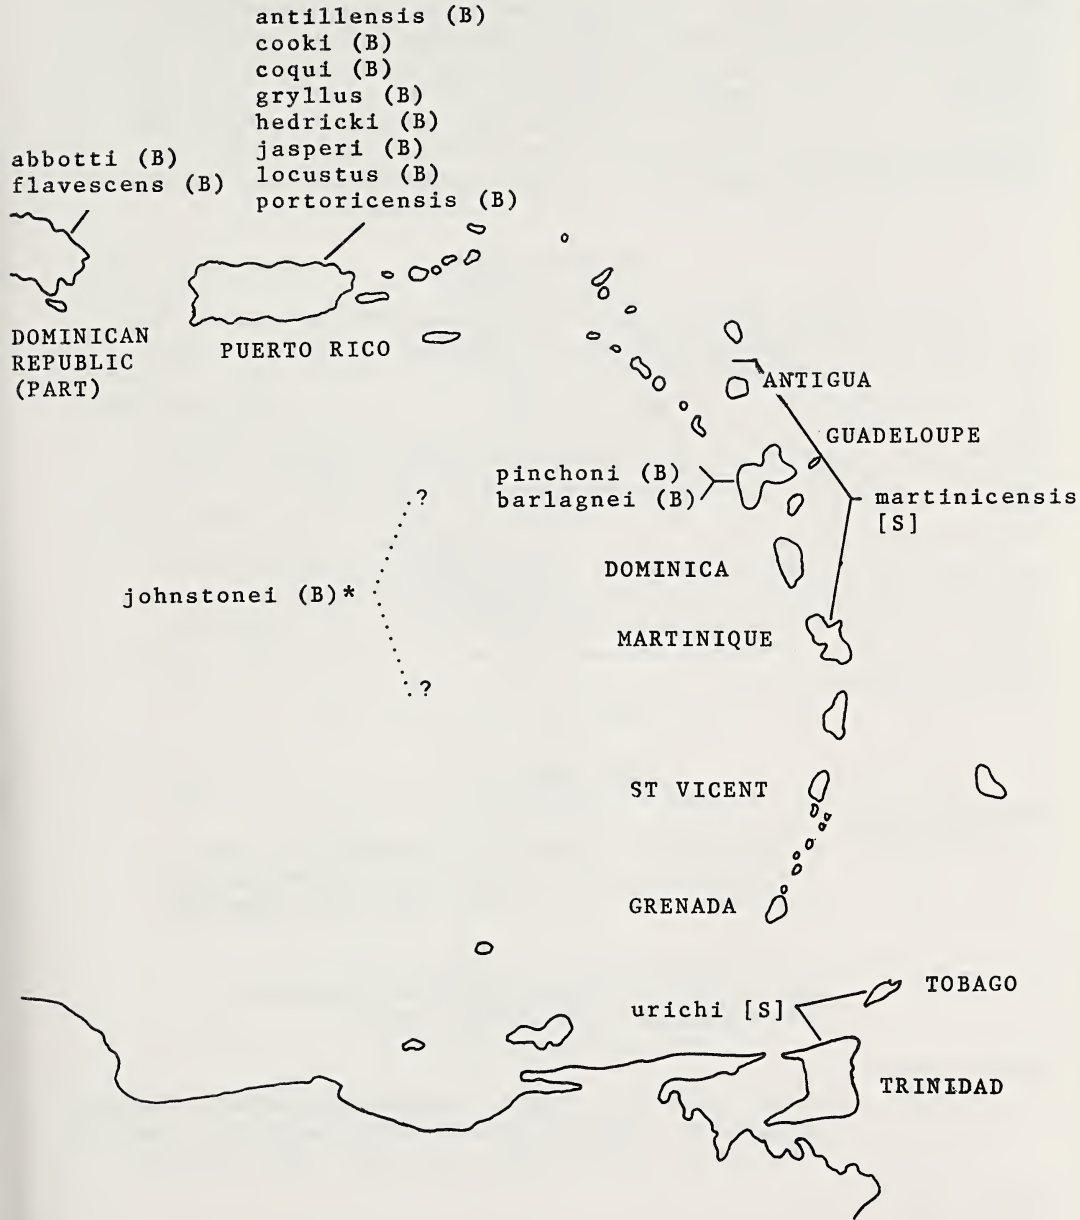 antillensis (B)
cooki (B)
coqui (B)
gryllus (B)
hedricki (B)
jasperi (B)
locustus (B)
portoricensis (B)
abbotti (B)
flavescens (B)
DOMINICAN
REPUBLIC
(PART)
PUERTO RICO
ANTIGUA
GUADELOUPE
pinchoni (B)
barlagnei (B)
martinicensis
[S]
?
DOMINICA
johnstonei (B)*
MARTINIQUE
?
ST VICENT
GRENADA
TOBAGO
urichi [S]
TRINIDAD